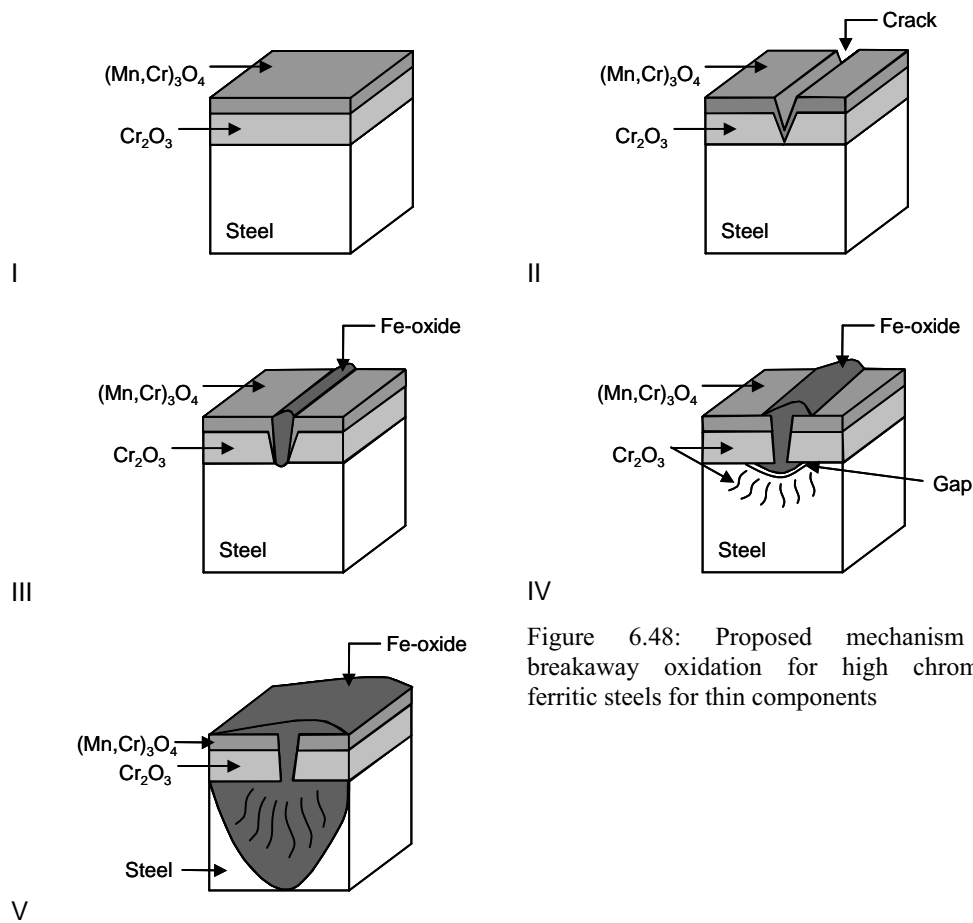 Crack
(Mn,Cr)₃O₄
Cr₂O₃
Steel
I
(Mn,Cr)₃O₄
Cr₂O₃
Steel
II
Fe-oxide
(Mn,Cr)₃O₄
Cr₂O₃
Steel
III
Fe-oxide
(Mn,Cr)₃O₄
Cr₂O₃
Gap
Steel
IV
Figure 6.48: Proposed mechanism
breakaway oxidation for high chrom
ferritic steels for thin components
Fe-oxide
(Mn,Cr)₃O₄
Cr₂O₃
Steel
V